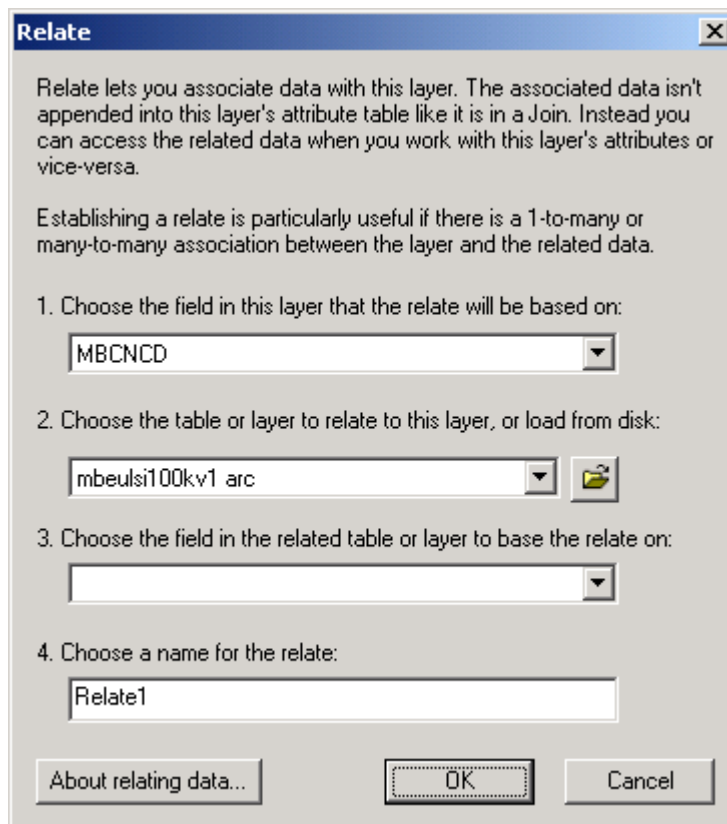 Relate
Relate lets you associate data with this layer. The associated data isn't
appended into this layer's attribute table like it is in a Join. Instead you
can access the related data when you work with this layer's attributes or
vice-versa.
Establishing a relate is particularly useful if there is a 1-to-many or
many-to-many association between the layer and the related data.
1. Choose the field in this layer that the relate will be based on:
MBCNCD
2. Choose the table or layer to relate to this layer, or load from disk:
mbeulsi100kv1 arc
3. Choose the field in the related table or layer to base the relate on:
4. Choose a name for the relate:
Relate1
About relating data...
OK
Cancel